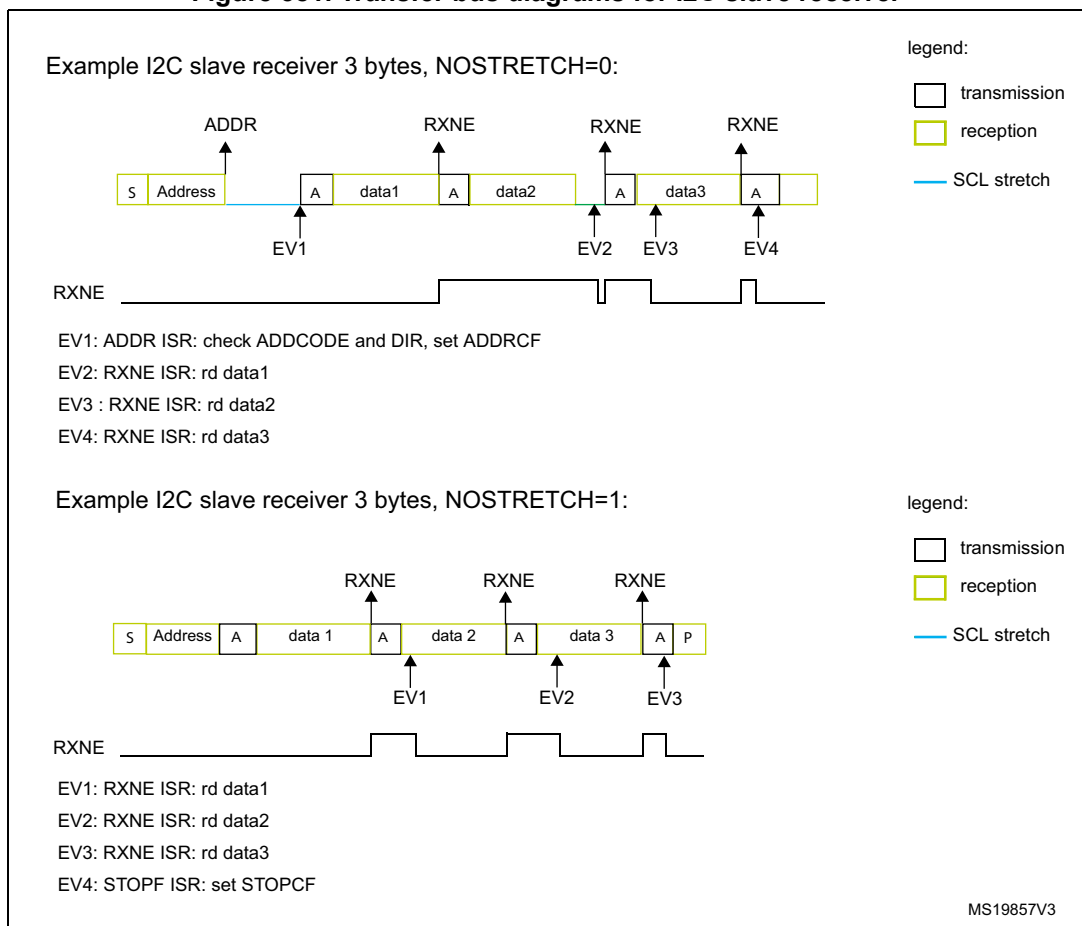 Example I2C slave receiver 3 bytes, NOSTRETCH=0:
legend:
transmission
reception
SCL stretch
ADDR RXNE RXNE RXNE
S Address A data1 A data2 A data3 A
EV1 EV2 EV3 EV4
RXNE
EV1: ADDR ISR: check ADDCODE and DIR, set ADDRCF
EV2: RXNE ISR: rd data1
EV3 : RXNE ISR: rd data2
EV4: RXNE ISR: rd data3
Example I2C slave receiver 3 bytes, NOSTRETCH=1:
legend:
transmission
reception
SCL stretch
RXNE RXNE RXNE
S Address A data 1 A data 2 A data 3 A P
EV1 EV2 EV3
RXNE
EV1: RXNE ISR: rd data1
EV2: RXNE ISR: rd data2
EV3: RXNE ISR: rd data3
EV4: STOPF ISR: set STOPCF
MS19857V3